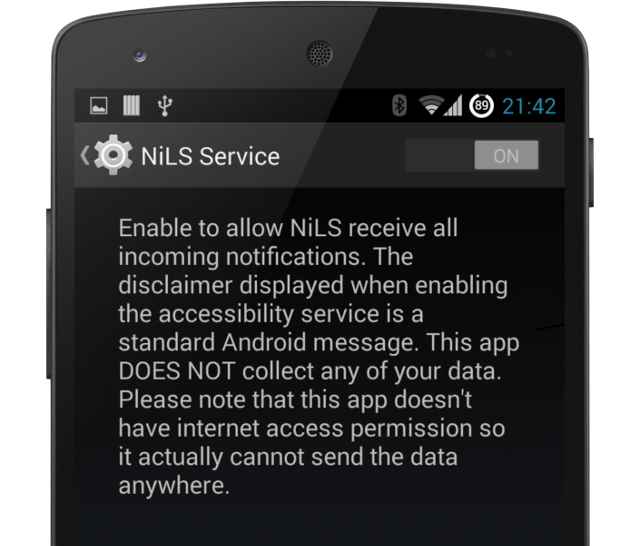 89 21:42
NiLS Service ON
Enable to allow NiLS receive all
incoming notifications. The
disclaimer displayed when enabling
the accessibility service is a
standard Android message. This app
DOES NOT collect any of your data.
Please note that this app doesn't
have internet access permission so
it actually cannot send the data
anywhere.